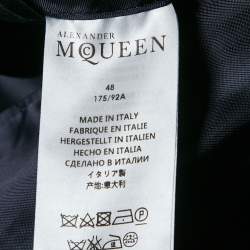 ALEXANDER
McQUEEN
48
175/92A
MADE IN ITALY
FABRIQUE EN ITALIE
HERGESTELLT IN ITALIEN
HECHO EN ITALIA
СДЕЛАНО В ИТАЛИИ
イタリア製
产地:意大利